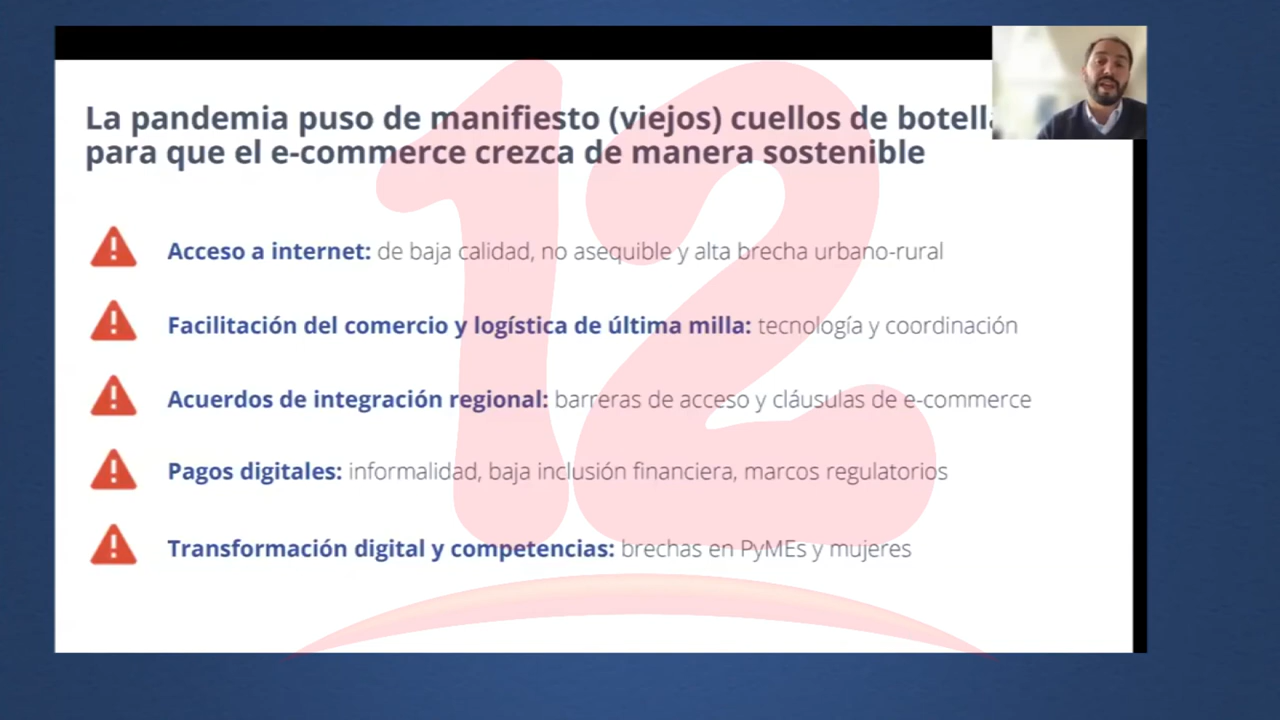 La pandemia puso de manifiesto (viejos) cuellos de botella
para que el e-commerce crezca de manera sostenible
Acceso a internet: de baja calidad, no asequible y alta brecha urbano-rural
Facilitación del comercio y logística de última milla: tecnología y coordinación
Acuerdos de integración regional: barreras de acceso y cláusulas de e-commerce
Pagos digitales: informalidad, baja inclusión financiera, marcos regulatorios
Transformación digital y competencias: brechas en PyMEs y mujeres
12